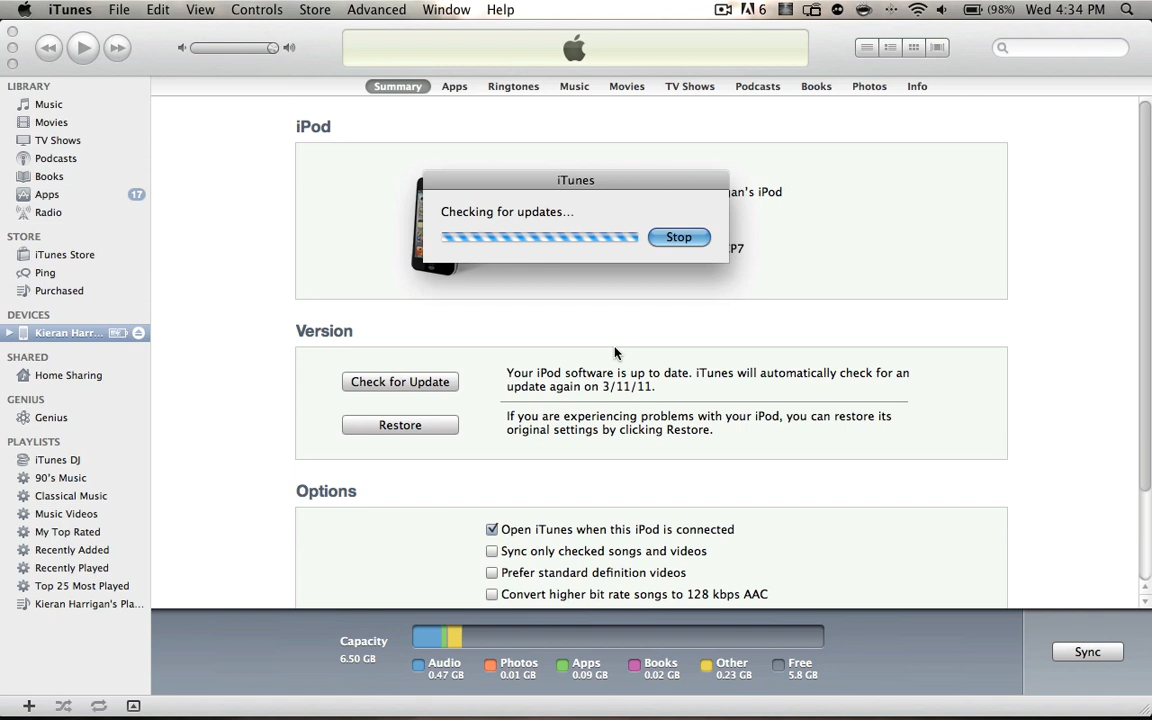 iTunes File Edit View Controls Store Advanced Window Help 6 (98%) Wed 4:34 PM
LIBRARY
Music
Movies
TV Shows
Podcasts
Books
Apps 17
Radio
STORE
iTunes Store
Ping
Purchased
DEVICES
Kieran Harr...
SHARED
Home Sharing
GENIUS
Genius
PLAYLISTS
iTunes DJ
90's Music
Classical Music
Music Videos
My Top Rated
Recently Added
Recently Played
Top 25 Most Played
Kieran Harrigan's Pla...
Summary Apps Ringtones Music Movies TV Shows Podcasts Books Photos Info
iPod
iTunes
an's iPod
Checking for updates...
Stop
P7
Version
Check for Update
Your iPod software is up to date. iTunes will automatically check for an
update again on 3/11/11.
Restore
If you are experiencing problems with your iPod, you can restore its
original settings by clicking Restore.
Options
Open iTunes when this iPod is connected
Sync only checked songs and videos
Prefer standard definition videos
Convert higher bit rate songs to 128 kbps AAC
Capacity
6.50 GB
Audio
0.47 GB
Photos
0.01 GB
Apps
0.09 GB
Books
0.02 GB
Other
0.23 GB
Free
5.8 GB
Sync